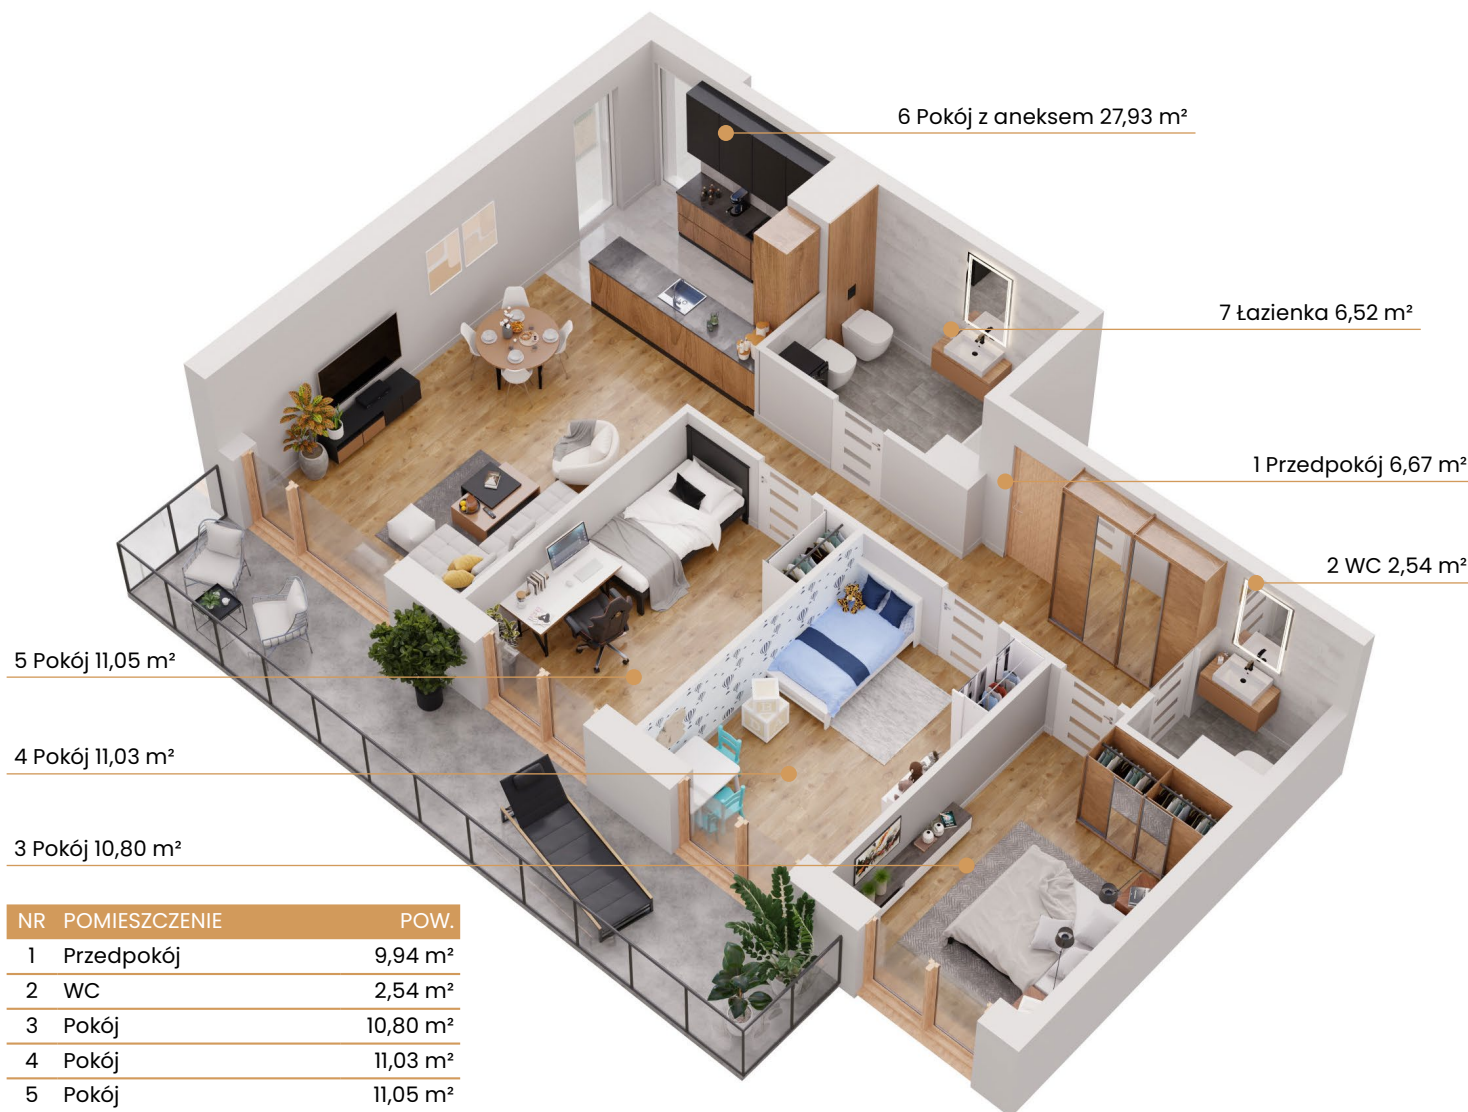 6 Pokój z aneksem 27,93 m²
7 Łazienka 6,52 m²
1 Przedpokój 6,67 m²
2 WC 2,54 m²
5 Pokój 11,05 m²
4 Pokój 11,03 m²
3 Pokój 10,80 m²
NR POMIESZCZENIE POW.
1 Przedpokój 9,94 m²
2 WC 2,54 m²
3 Pokój 10,80 m²
4 Pokój 11,03 m²
5 Pokój 11,05 m²